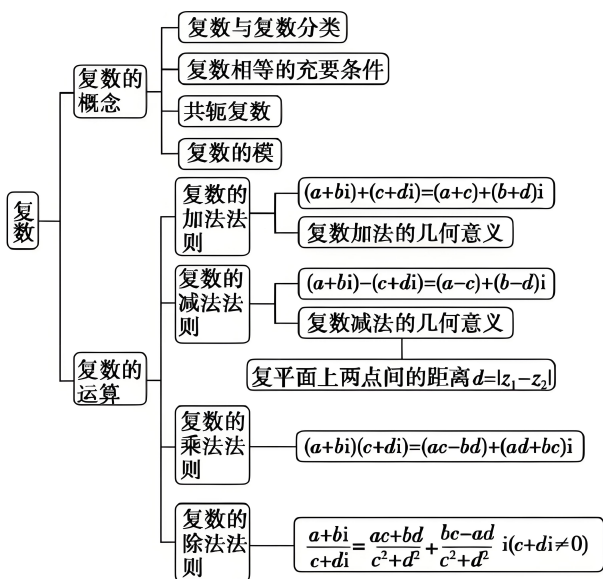 复数与复数分类
复数的
概念
复数相等的充要条件
共轭复数
复数的模
复
数
复数的
加法法
则
(a+bi)+(c+di)=(a+c)+(b+d)i
复数加法的几何意义
复数的
减法法
则
(a+bi)−(c+di)=(a−c)+(b−d)i
复数减法的几何意义
复平面上两点间的距离d=|z₁−z₂|
复数的
运算
复数的
乘法法
则
(a+bi)(c+di)=(ac−bd)+(ad+bc)i
复数的
除法法
则
a+bi/c+di=ac+bd/c²+d²+bc−ad/c²+d² i(c+di≠0)